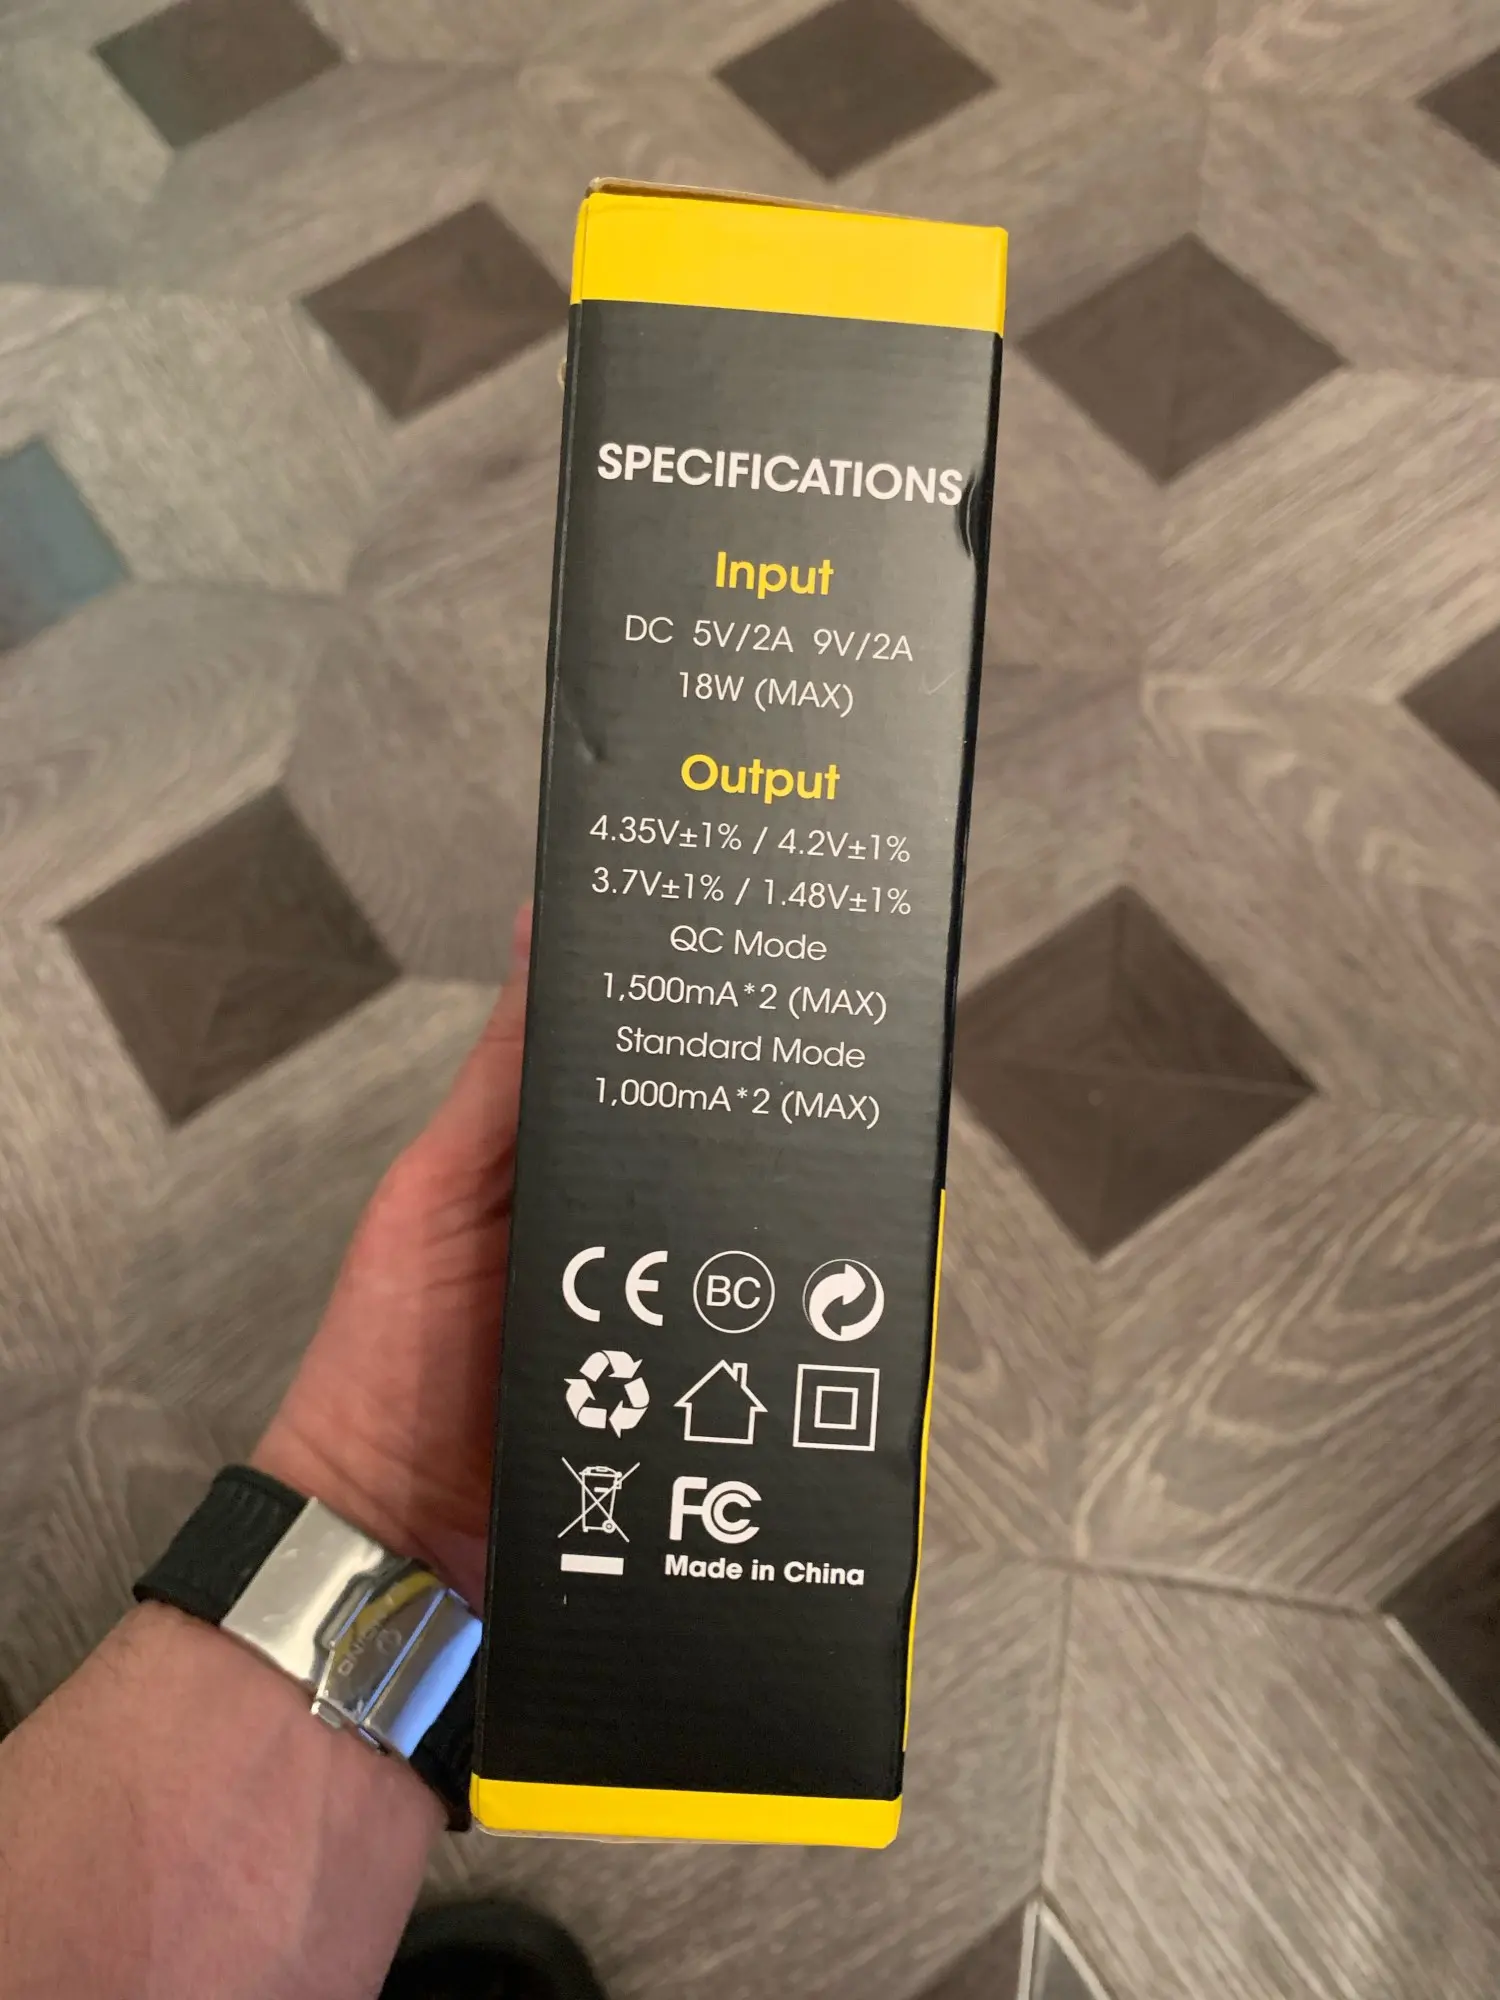 SPECIFICATIONS
Input
DC 5V/2A 9V/2A
18W (MAX)
Output
4.35V±1% / 4.2V±1%
3.7V±1% / 1.48V±1%
QC Mode
1,500mA*2 (MAX)
Standard Mode
1,000mA*2 (MAX)
CE BC
FC
Made in China